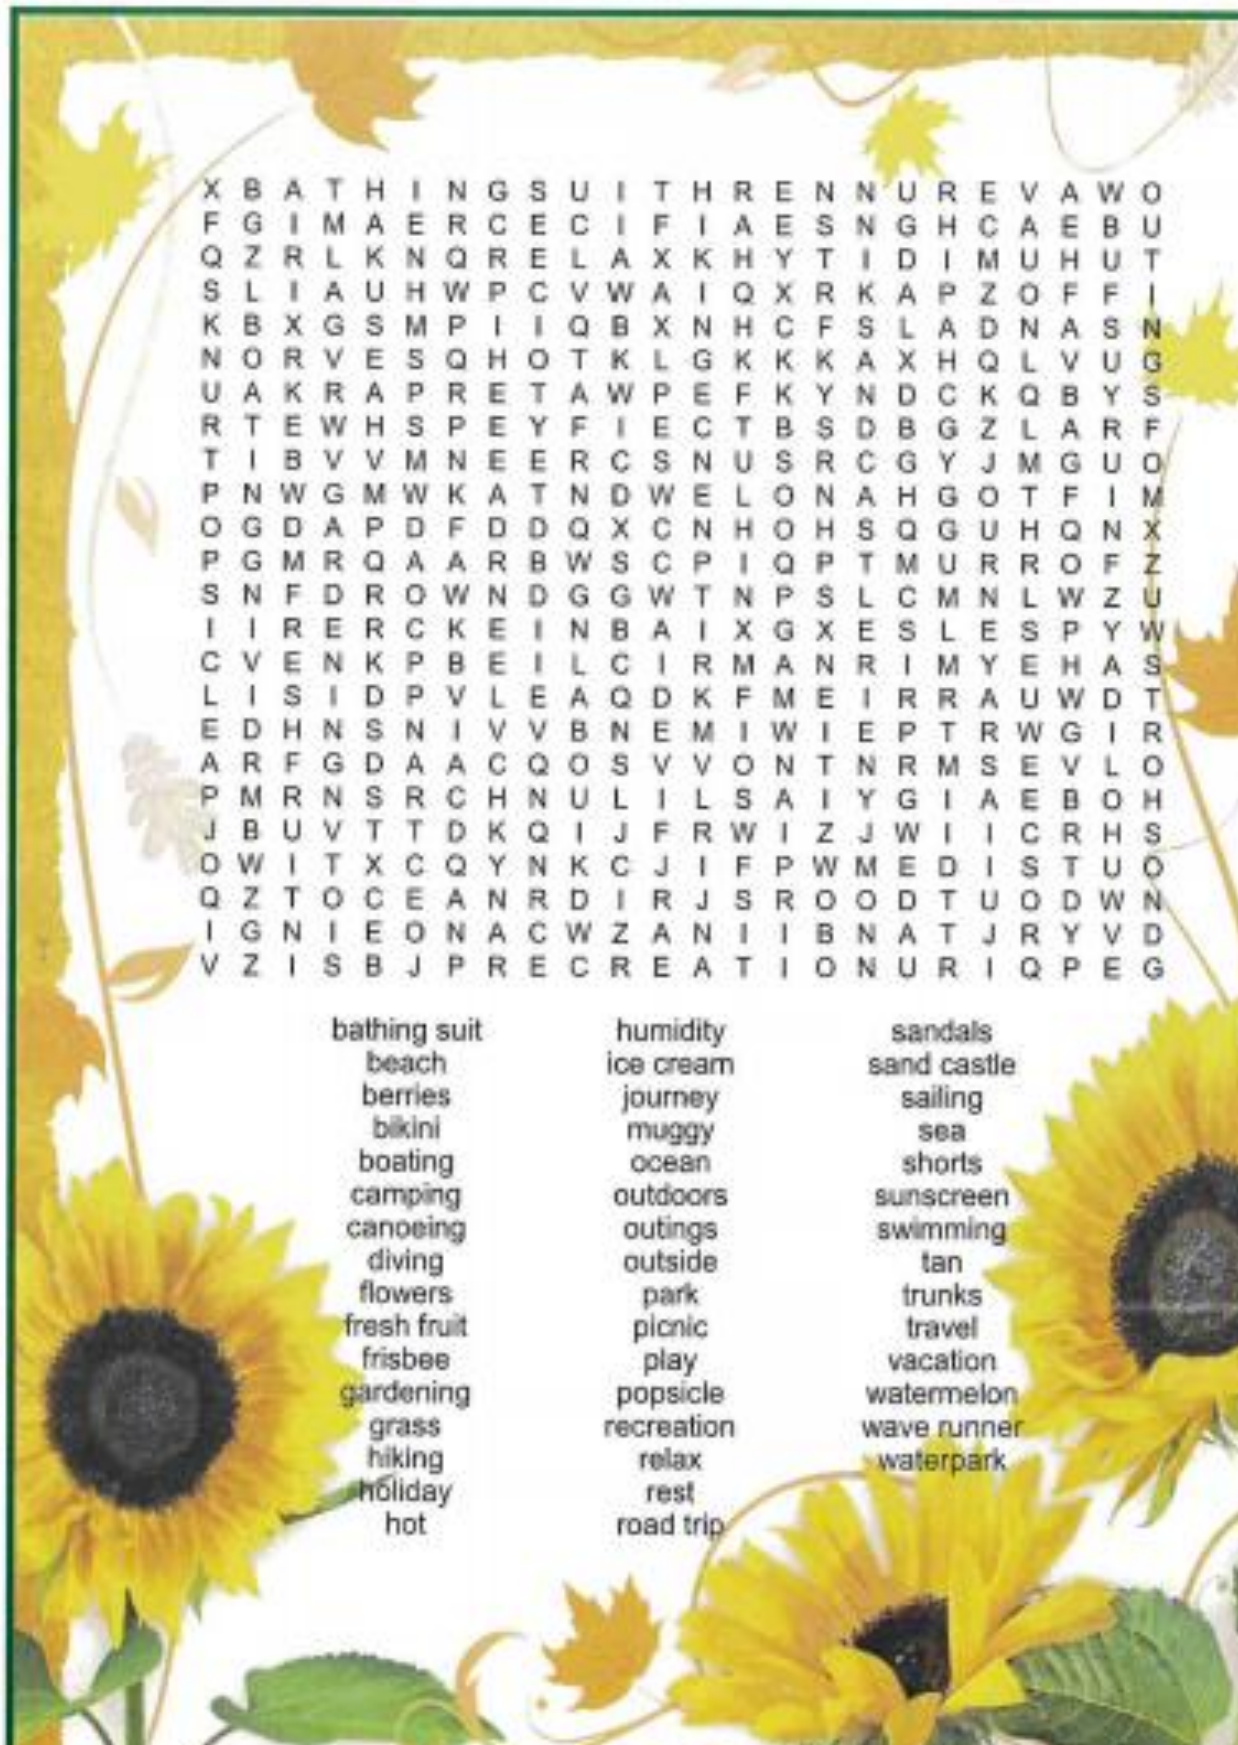 X B A T H I N G S U I T H R E N N U R E V A W O
F G I M A E R C E C I F I A E S N G H C A E B U
Q Z R L K N Q R E L A X K H Y T I D I M U H U T
S L I A U H W P C V W A I Q X R K A P Z O F F I
K B X G S M P I I Q B X N H C F S L A D N A S N
N O R V E S Q H O T K L G K K K A X H Q L V U G
U A K R A P R E T A W P E F K Y N D C K Q B Y S
R T E W H S P E Y F I E C T B S D B G Z L A R F
T I B V V M N E E R C S N U S R C G Y J M G U O
P N W G M W K A T N D W E L O N A H G O T F I M
O G D A P D F D D Q X C N H O H S Q G U H Q N X
P G M R Q A A R B W S C P I Q P T M U R R O F Z
S N F D R O W N D G G W T N P S L C M N L W Z U
I I R E R C K E I N B A I X G X E S L E S P Y W
C V E N K P B E I L C I R M A N R I M Y E H A S
L I S I D P V L E A Q D K F M E I R R A U W D T
E D H N S N I V V B N E M I W I E P T R W G I R
A R F G D A A C Q O S V V O N T N R M S E V L O
P M R N S R C H N U L I L S A I Y G I A E B O H
J B U V T T D K Q I J F R W I Z J W I I C R H S
O W I T X C Q Y N K C J I F P W M E D I S T U O
Q Z T O C E A N R D I R J S R O O D T U O D W N
I G N I E O N A C W Z A N I I B N A T J R Y V D
V Z I S B J P R E C R E A T I O N U R I Q P E G
bathing suit
beach
berries
bikini
boating
camping
canoeing
diving
flowers
fresh fruit
frisbee
gardening
grass
hiking
holiday
hot
humidity
ice cream
journey
muggy
ocean
outdoors
outings
outside
park
picnic
play
popsicle
recreation
relax
rest
road trip
sandals
sand castle
sailing
sea
shorts
sunscreen
swimming
tan
trunks
travel
vacation
watermelon
wave runner
waterpark